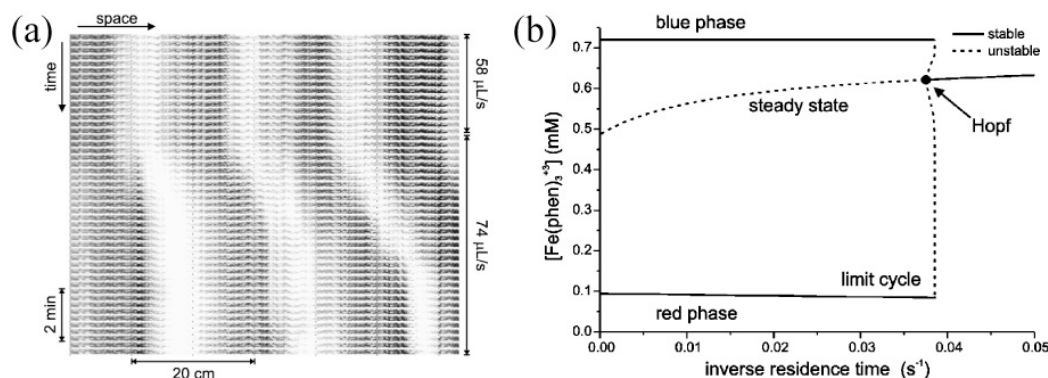 (a)
space
time
58 μL/s
74 μL/s
2 min
20 cm
(b)
blue phase
stable
unstable
steady state
Hopf
limit cycle
red phase
[Fe(phen)₃⁺³] (mM)
0.7
0.6
0.5
0.4
0.3
0.2
0.1
0.0
0.00 0.01 0.02 0.03 0.04 0.05
inverse residence time (s⁻¹)